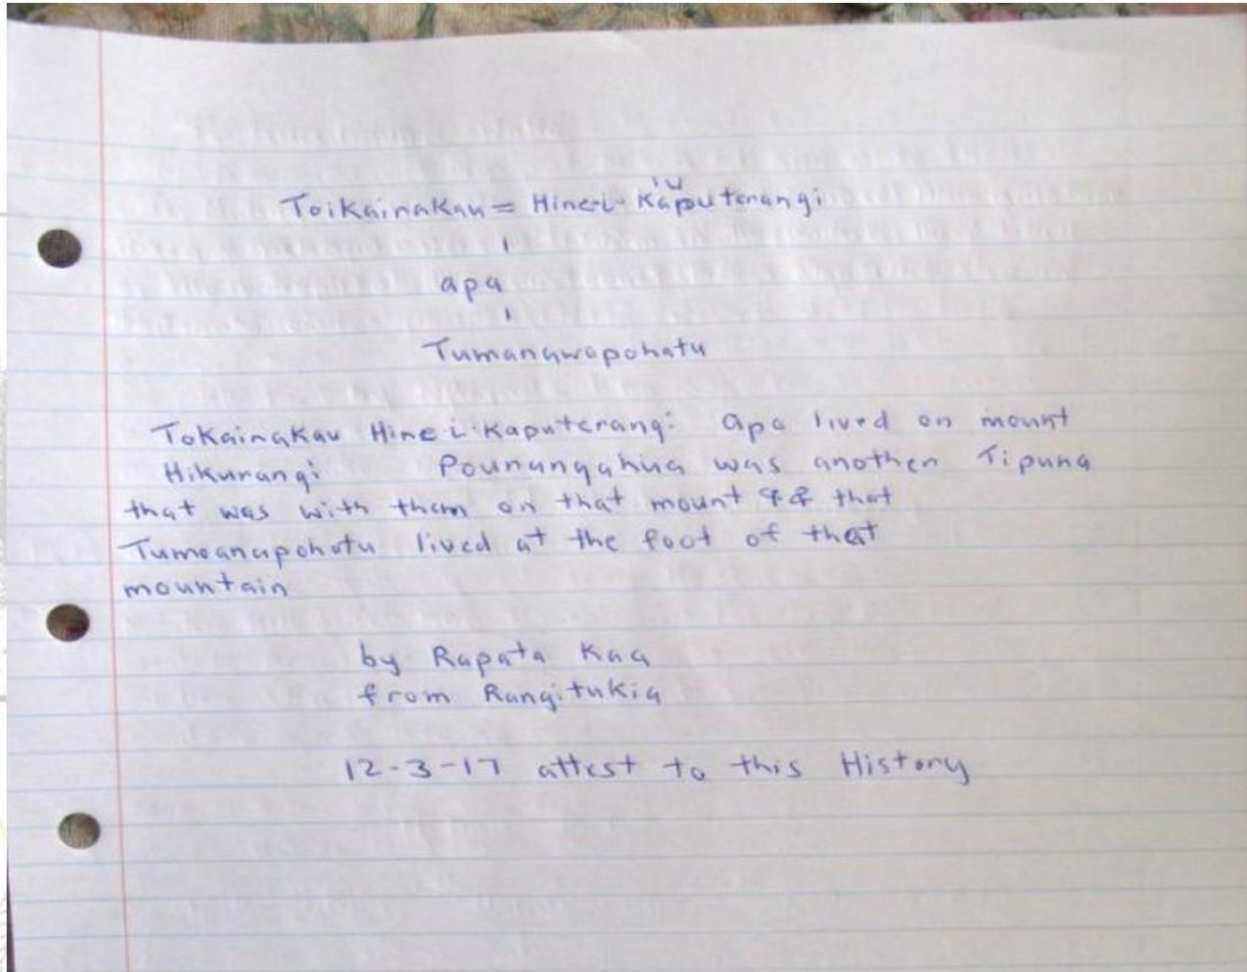 Toikainakau = Hine-i-Kaputerangi
iw
apa
Tumanawapohatu
Tokainakau Hine i Kaputerangi apa lived on mount
Hikurangi Pounangahua was another Tipuna
that was with them on that mount that
Tumoanapohatu lived at the foot of that
mountain
by Rapata Kaa
from Rangitukia
12-3-17 attest to this History